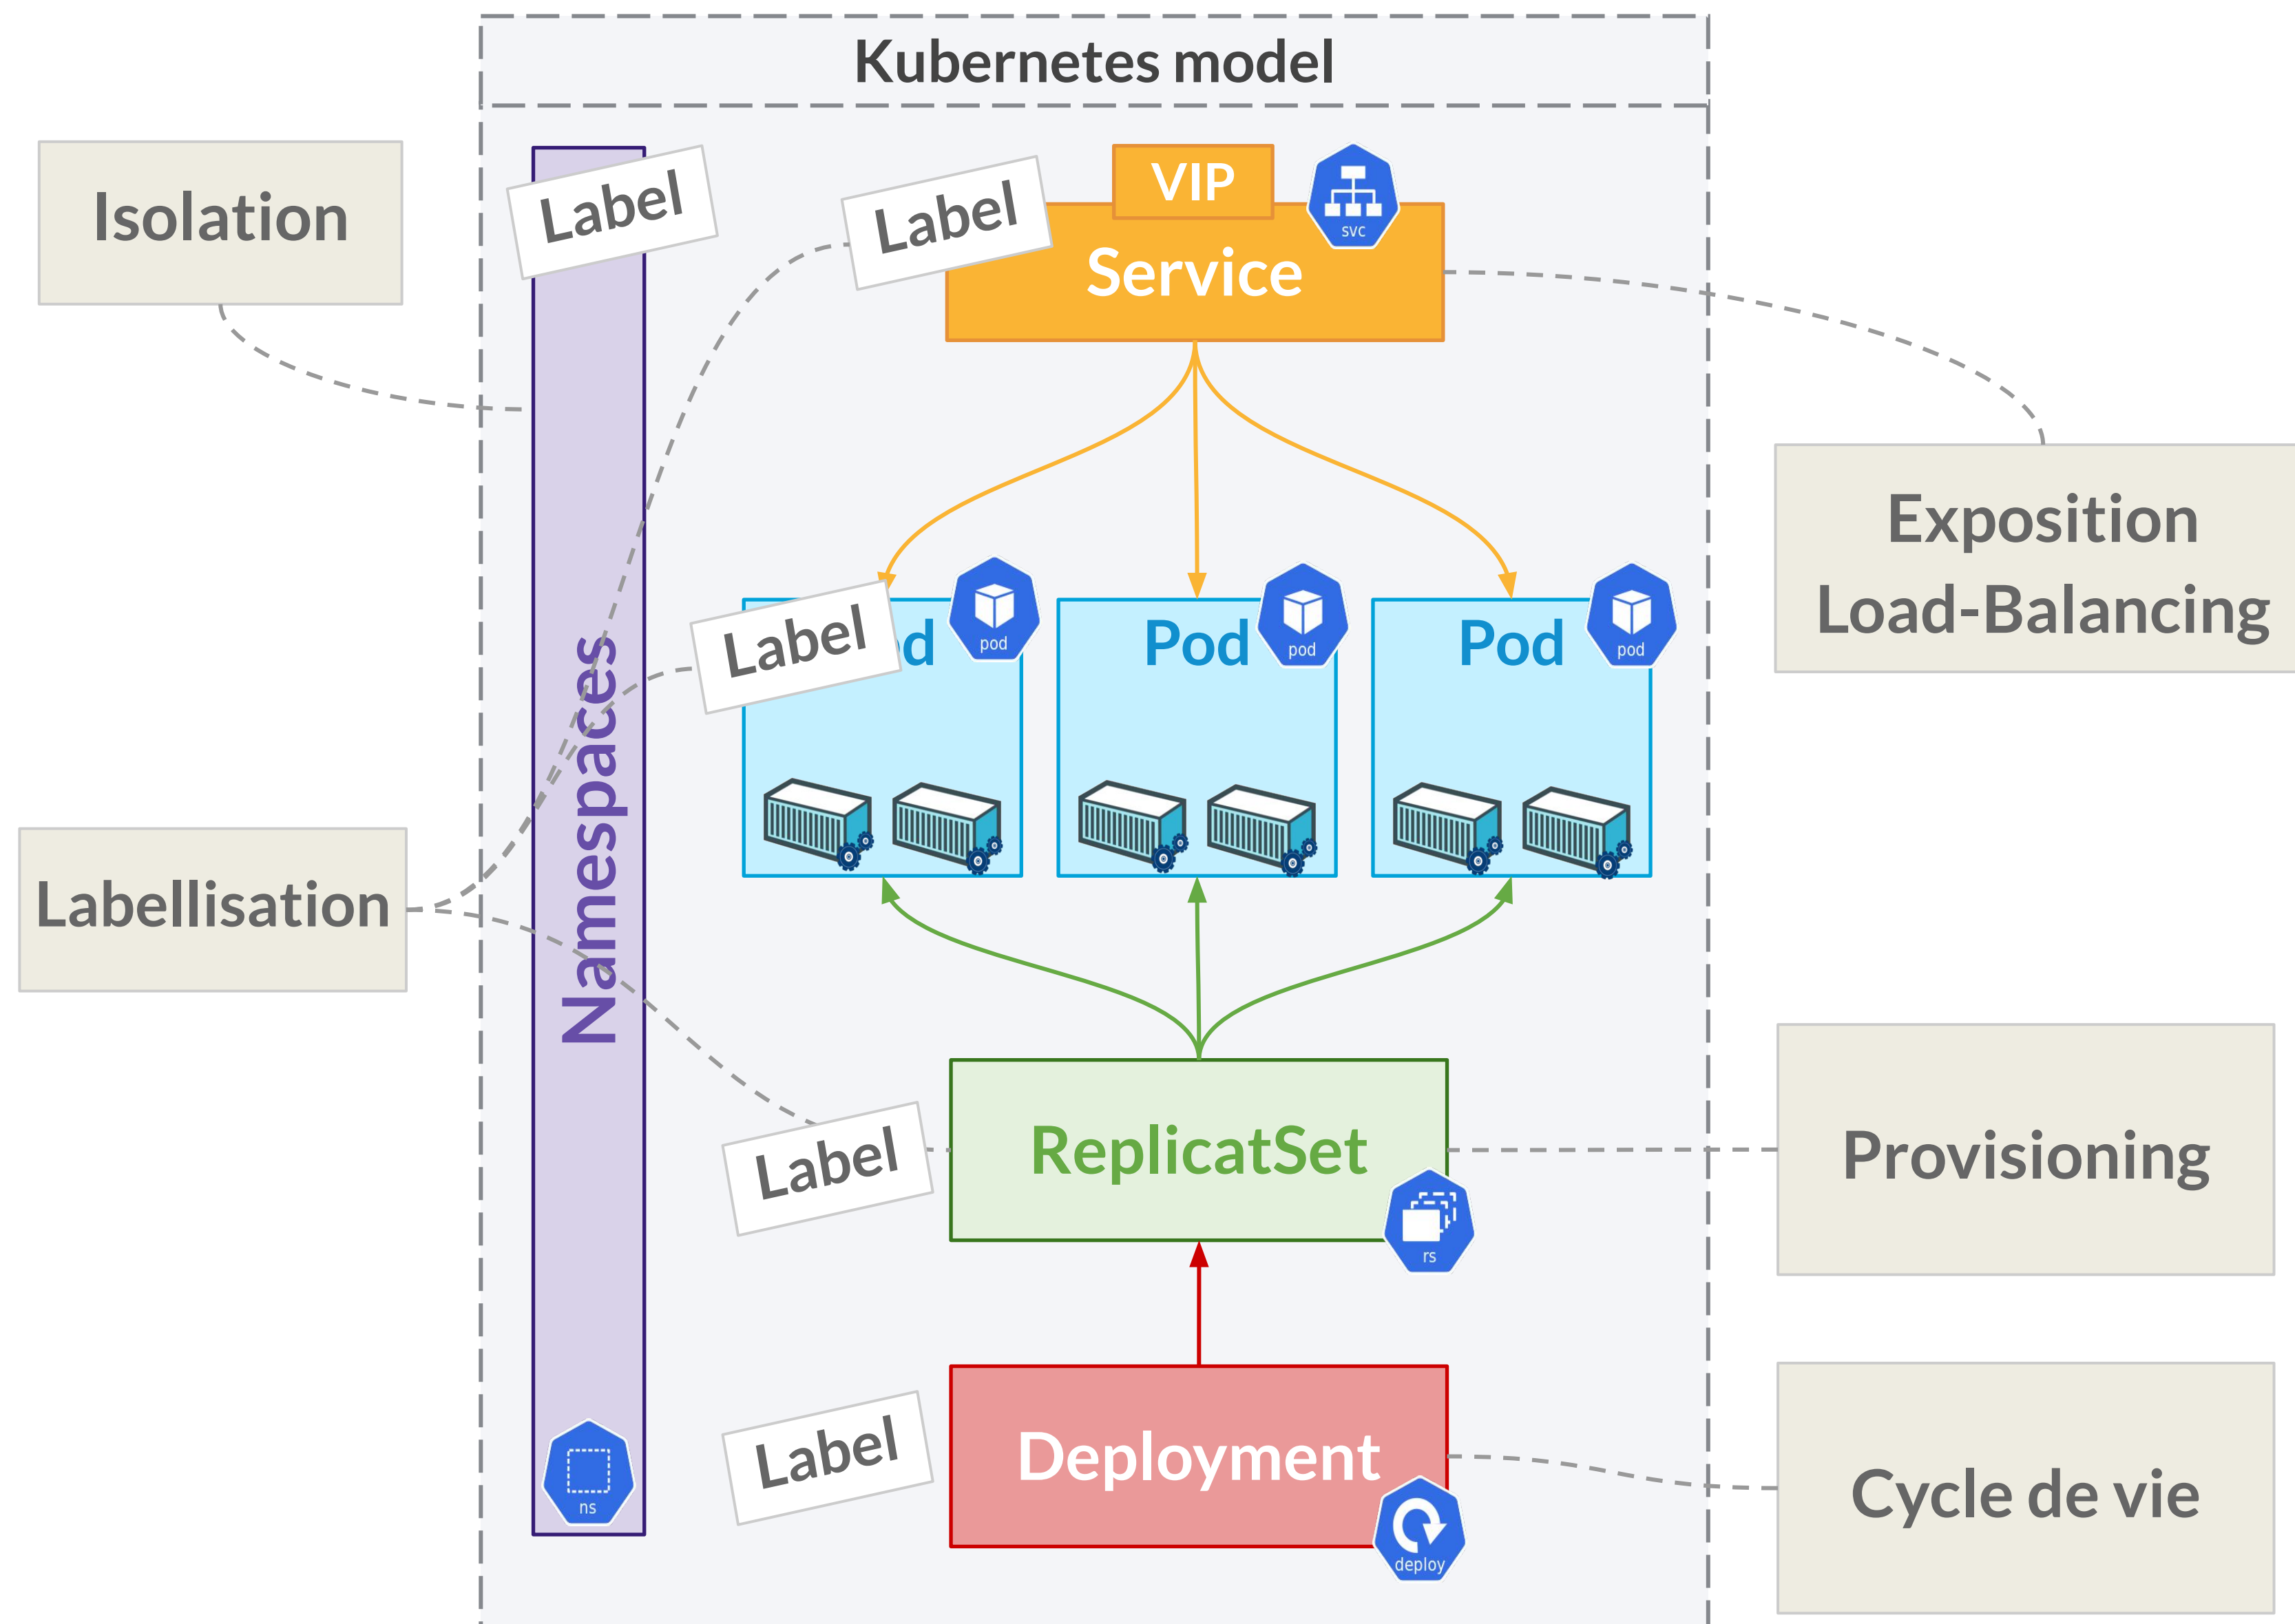 Kubernetes model
Isolation
Label
Label
VIP
svc
Service
Exposition
Load-Balancing
Label
od
pod
Pod
pod
Pod
pod
Namespaces
Labellisation
Label
ReplicatSet
rs
Provisioning
Label
Deployment
deploy
Cycle de vie
ns